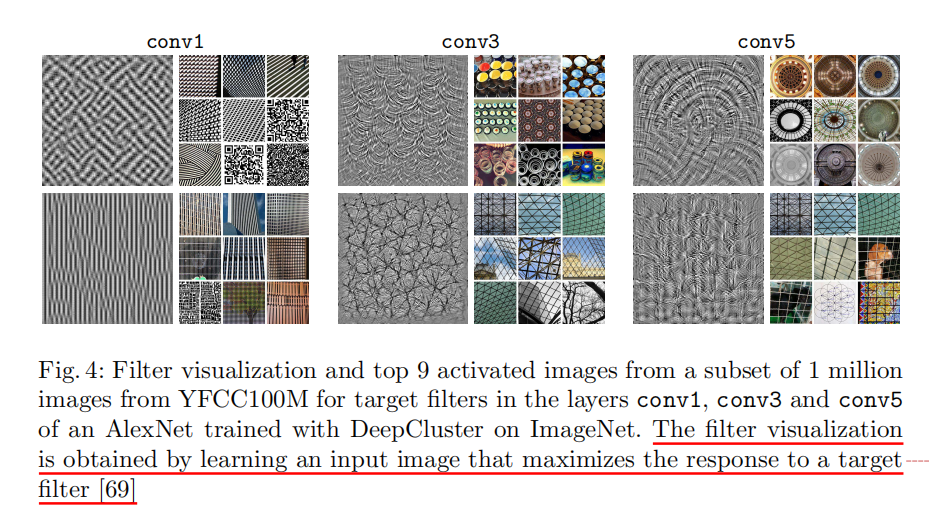 conv1 conv3 conv5
Fig. 4: Filter visualization and top 9 activated images from a subset of 1 million
images from YFCC100M for target filters in the layers conv1, conv3 and conv5
of an AlexNet trained with DeepCluster on ImageNet. The filter visualization
is obtained by learning an input image that maximizes the response to a target
filter [69]